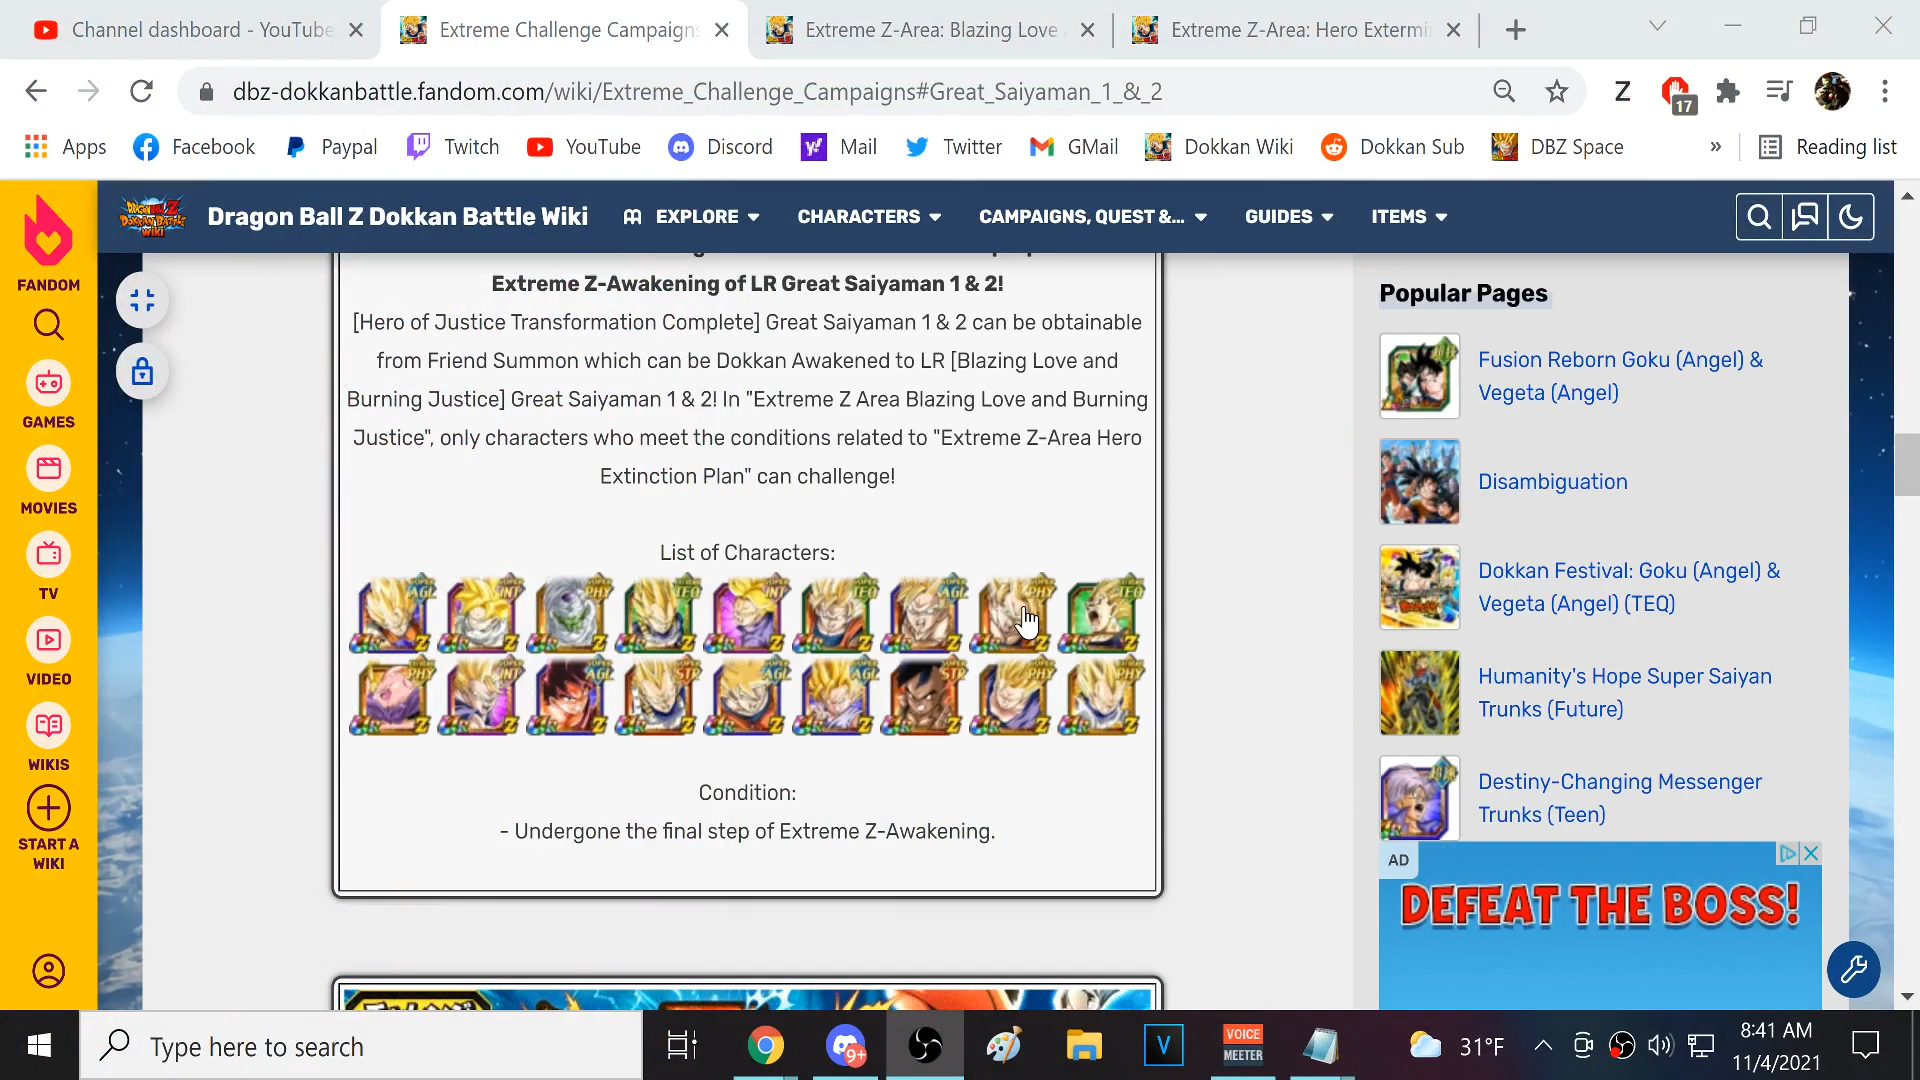 Channel dashboard - YouTube
Extreme Challenge Campaigns
Extreme Z-Area: Blazing Love
Extreme Z-Area: Hero Extermi
dbz-dokkanbattle.fandom.com/wiki/Extreme_Challenge_Campaigns#Great_Saiyaman_1_&_2
Z
17
Apps
Facebook
Paypal
Twitch
YouTube
Discord
Mail
Twitter
GMail
Dokkan Wiki
Dokkan Sub
DBZ Space
»
Reading list
FANDOM
GAMES
MOVIES
TV
VIDEO
WIKIS
START A
WIKI
Dragon Ball Z Dokkan Battle Wiki
EXPLORE
CHARACTERS
CAMPAIGNS, QUEST &...
GUIDES
ITEMS
Extreme Z-Awakening of LR Great Saiyaman 1 & 2!
[Hero of Justice Transformation Complete] Great Saiyaman 1 & 2 can be obtainable
from Friend Summon which can be Dokkan Awakened to LR [Blazing Love and
Burning Justice] Great Saiyaman 1 & 2! In "Extreme Z Area Blazing Love and Burning
Justice", only characters who meet the conditions related to "Extreme Z-Area Hero
Extinction Plan" can challenge!
List of Characters:
Condition:
- Undergone the final step of Extreme Z-Awakening.
Popular Pages
Fusion Reborn Goku (Angel) &
Vegeta (Angel)
Disambiguation
Dokkan Festival: Goku (Angel) &
Vegeta (Angel) (TEQ)
Humanity's Hope Super Saiyan
Trunks (Future)
Destiny-Changing Messenger
Trunks (Teen)
AD
DEFEAT THE BOSS!
Type here to search
9+
V
VOICE
MEETER
31°F
8:41 AM
11/4/2021